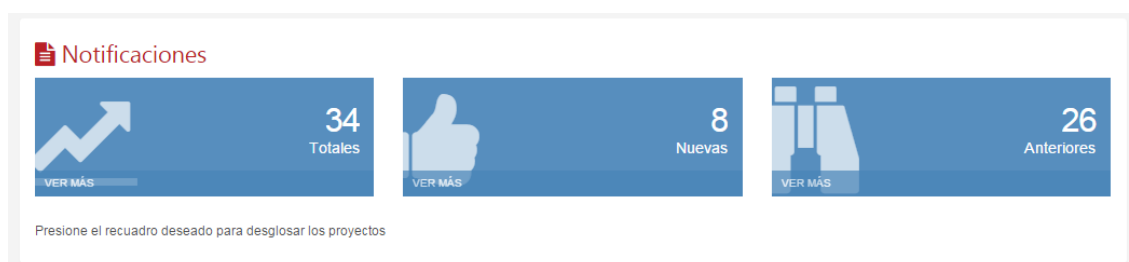 Notificaciones
34
Totales
VER MÁS
8
Nuevas
VER MÁS
26
Anteriores
VER MÁS
Presione el recuadro deseado para desglosar los proyectos